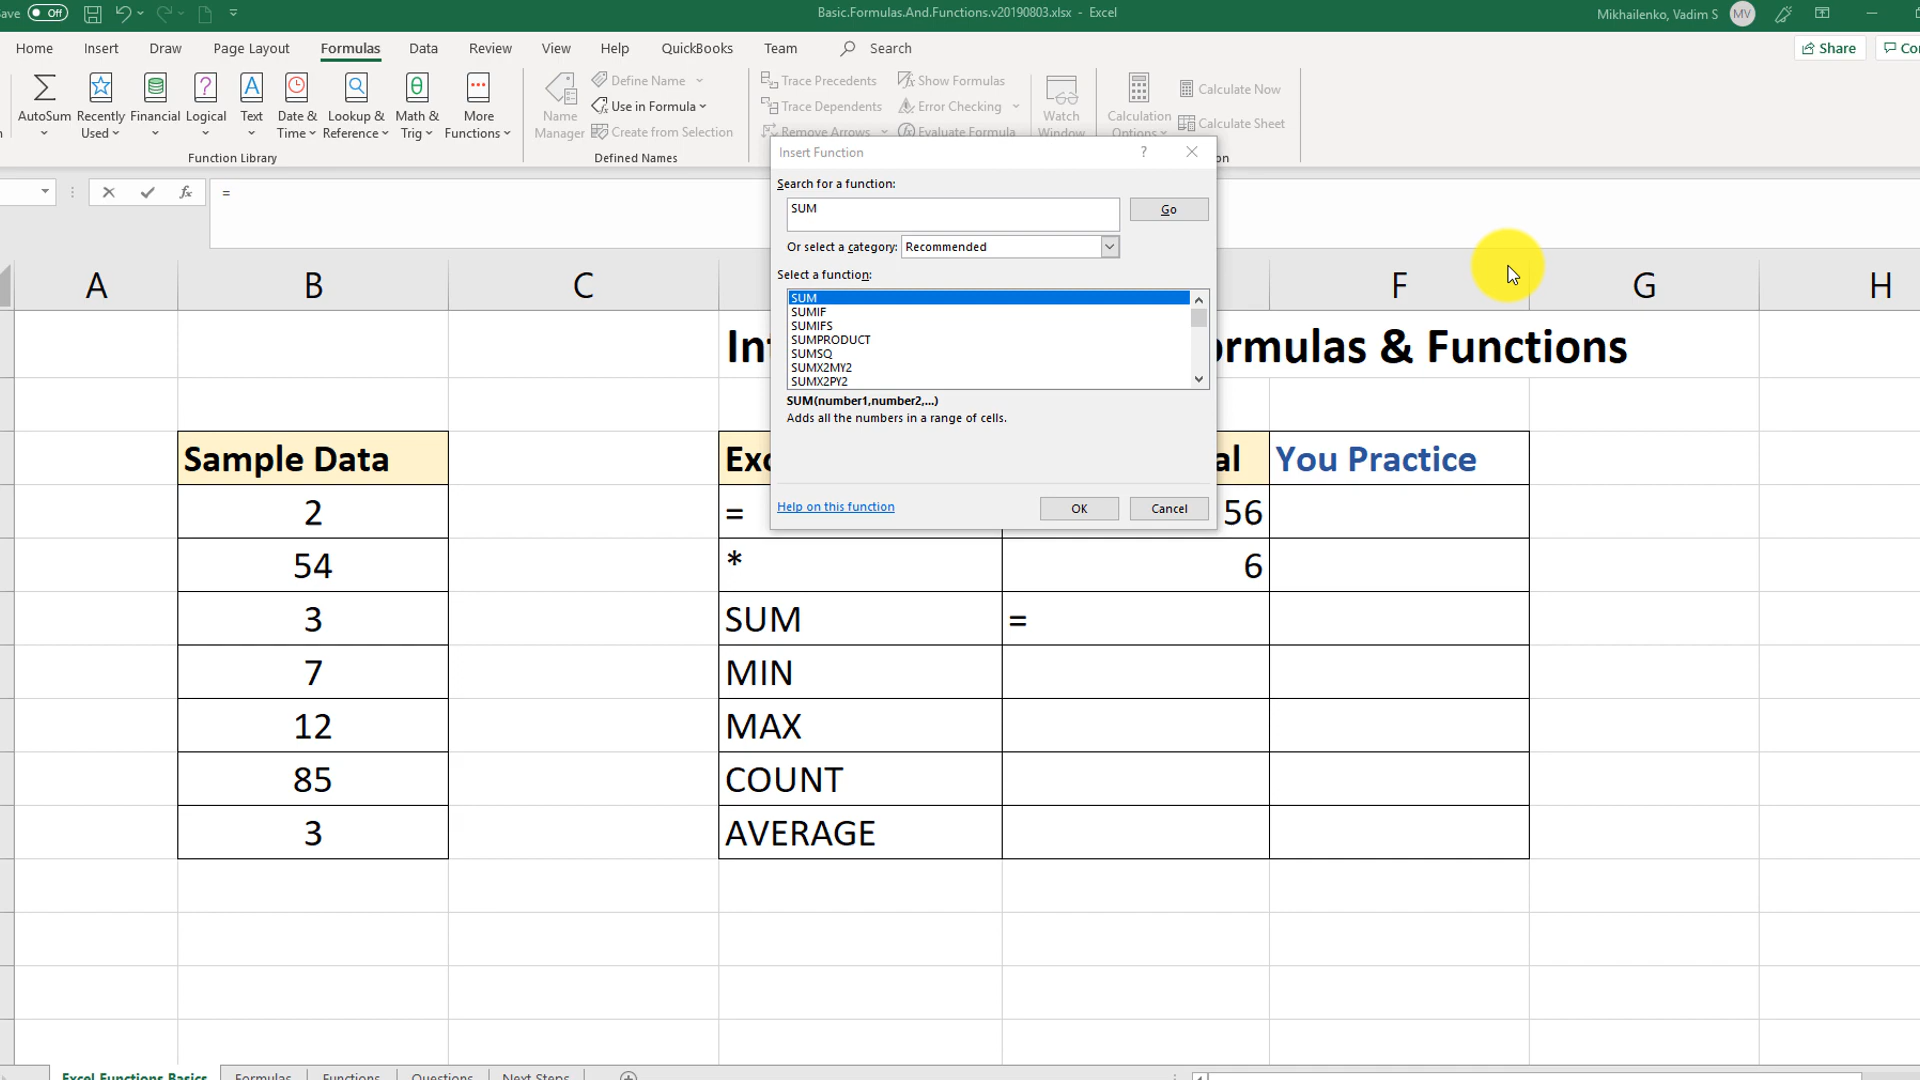 ave Off Basic.Formulas.And.Functions.v20190803.xlsx - Excel Mikhailenko, Vadim S MV
Home Insert Draw Page Layout Formulas Data Review View Help QuickBooks Team Search Share Co
AutoSum Recently Used Financial Logical Text Date & Time Lookup & Reference Math & Trig More Functions
Function Library
Name Manager
Define Name
Use in Formula
Create from Selection
Defined Names
Trace Precedents
Trace Dependents
Remove Arrows
Show Formulas
Error Checking
Evaluate Formula
Watch Window
Calculation Options
Calculate Now
Calculate Sheet
on
fx =
Insert Function ? ×
Search for a function:
SUM
Go
Or select a category: Recommended
Select a function:
SUM
SUMIF
SUMIFS
SUMPRODUCT
SUMSQ
SUMX2MY2
SUMX2PY2
SUM(number1,number2,...)
Adds all the numbers in a range of cells.
Help on this function OK Cancel
A B C F G H
Int ormulas & Functions
Sample Data Exc al You Practice
2 = 56
54 * 6
3 SUM =
7 MIN
12 MAX
85 COUNT
3 AVERAGE
Excel Functions Basics Formulas Functions Questions Next Steps